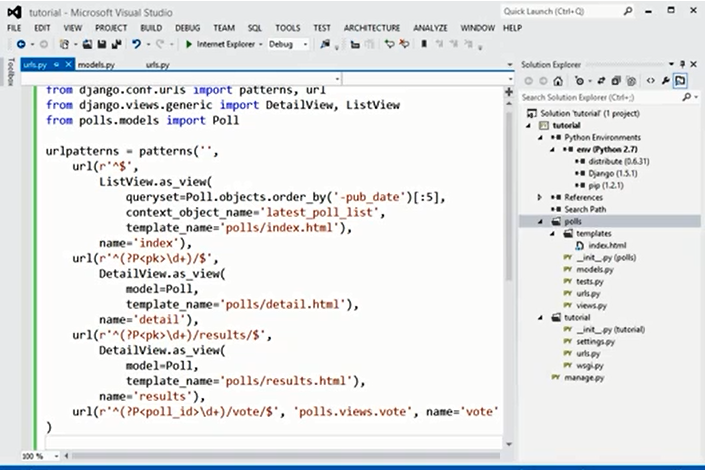 tutorial - Microsoft Visual Studio
Quick Launch (Ctrl+Q)
FILE EDIT VIEW PROJECT BUILD DEBUG TEAM SQL TOOLS TEST ARCHITECTURE ANALYZE WINDOW HELP
Internet Explorer Debug
Toolbox
urls.py models.py urls.py
from django.conf.urls import patterns, url
from django.views.generic import DetailView, ListView
from polls.models import Poll
urlpatterns = patterns('',
url(r'^$',
ListView.as_view(
queryset=Poll.objects.order_by('-pub_date')[:5],
context_object_name='latest_poll_list',
template_name='polls/index.html'),
name='index'),
url(r'^(?P<pk>\d+)/$',
DetailView.as_view(
model=Poll,
template_name='polls/detail.html'),
name='detail'),
url(r'^(?P<pk>\d+)/results/$',
DetailView.as_view(
model=Poll,
template_name='polls/results.html'),
name='results'),
url(r'^(?P<poll_id>\d+)/vote/$', 'polls.views.vote', name='vote'
)
100 %
Solution Explorer
Search Solution Explorer (Ctrl+;)
Solution 'tutorial' (1 project)
tutorial
Python Environments
env (Python 2.7)
distribute (0.6.31)
Django (1.5.1)
pip (1.2.1)
References
Search Path
polls
templates
index.html
__init__.py (polls)
models.py
tests.py
urls.py
views.py
tutorial
__init__.py (tutorial)
settings.py
urls.py
wsgi.py
manage.py